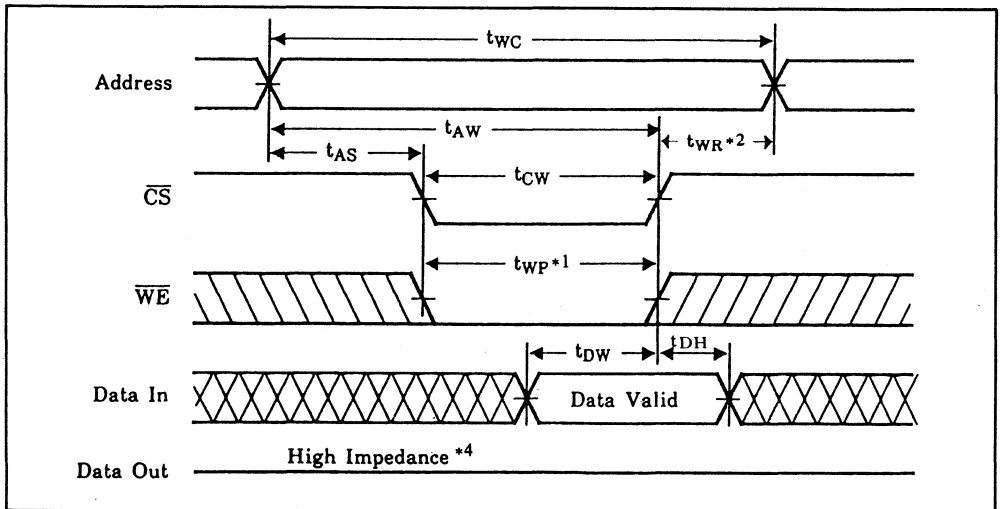 tWC
Address
tAW
tAS
tWR*2
CS
tCW
WE
tWP*1
tDW
tDH
Data In
Data Valid
High Impedance*4
Data Out